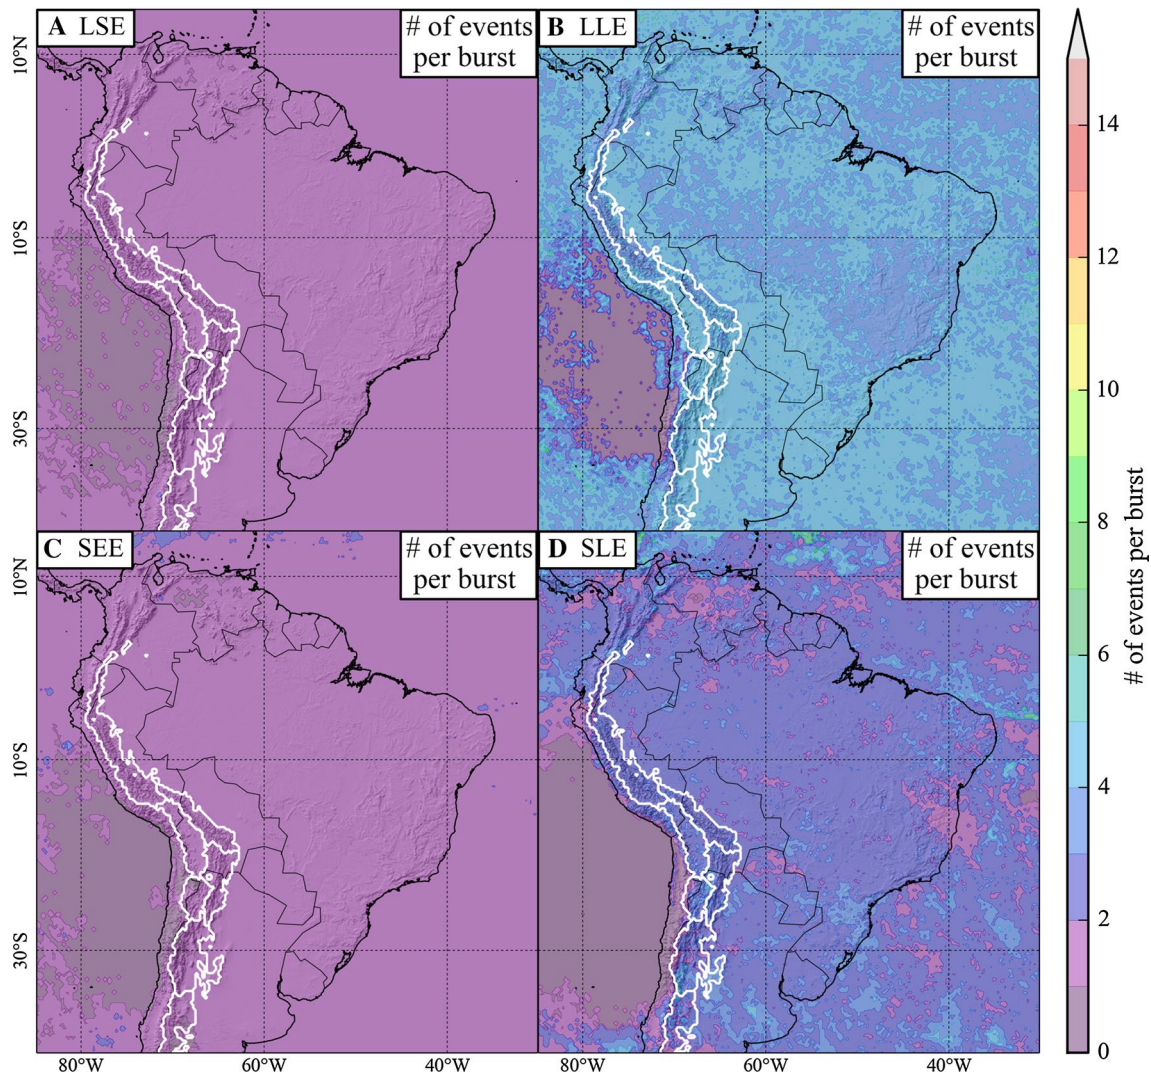 A LSE
# of events
per burst
B LLE
# of events
per burst
10°N
10°S
30°S
C SEE
# of events
per burst
D SLE
# of events
per burst
10°N
10°S
30°S
80°W
60°W
40°W
80°W
60°W
40°W
14
12
10
8
6
4
2
0
# of events per burst